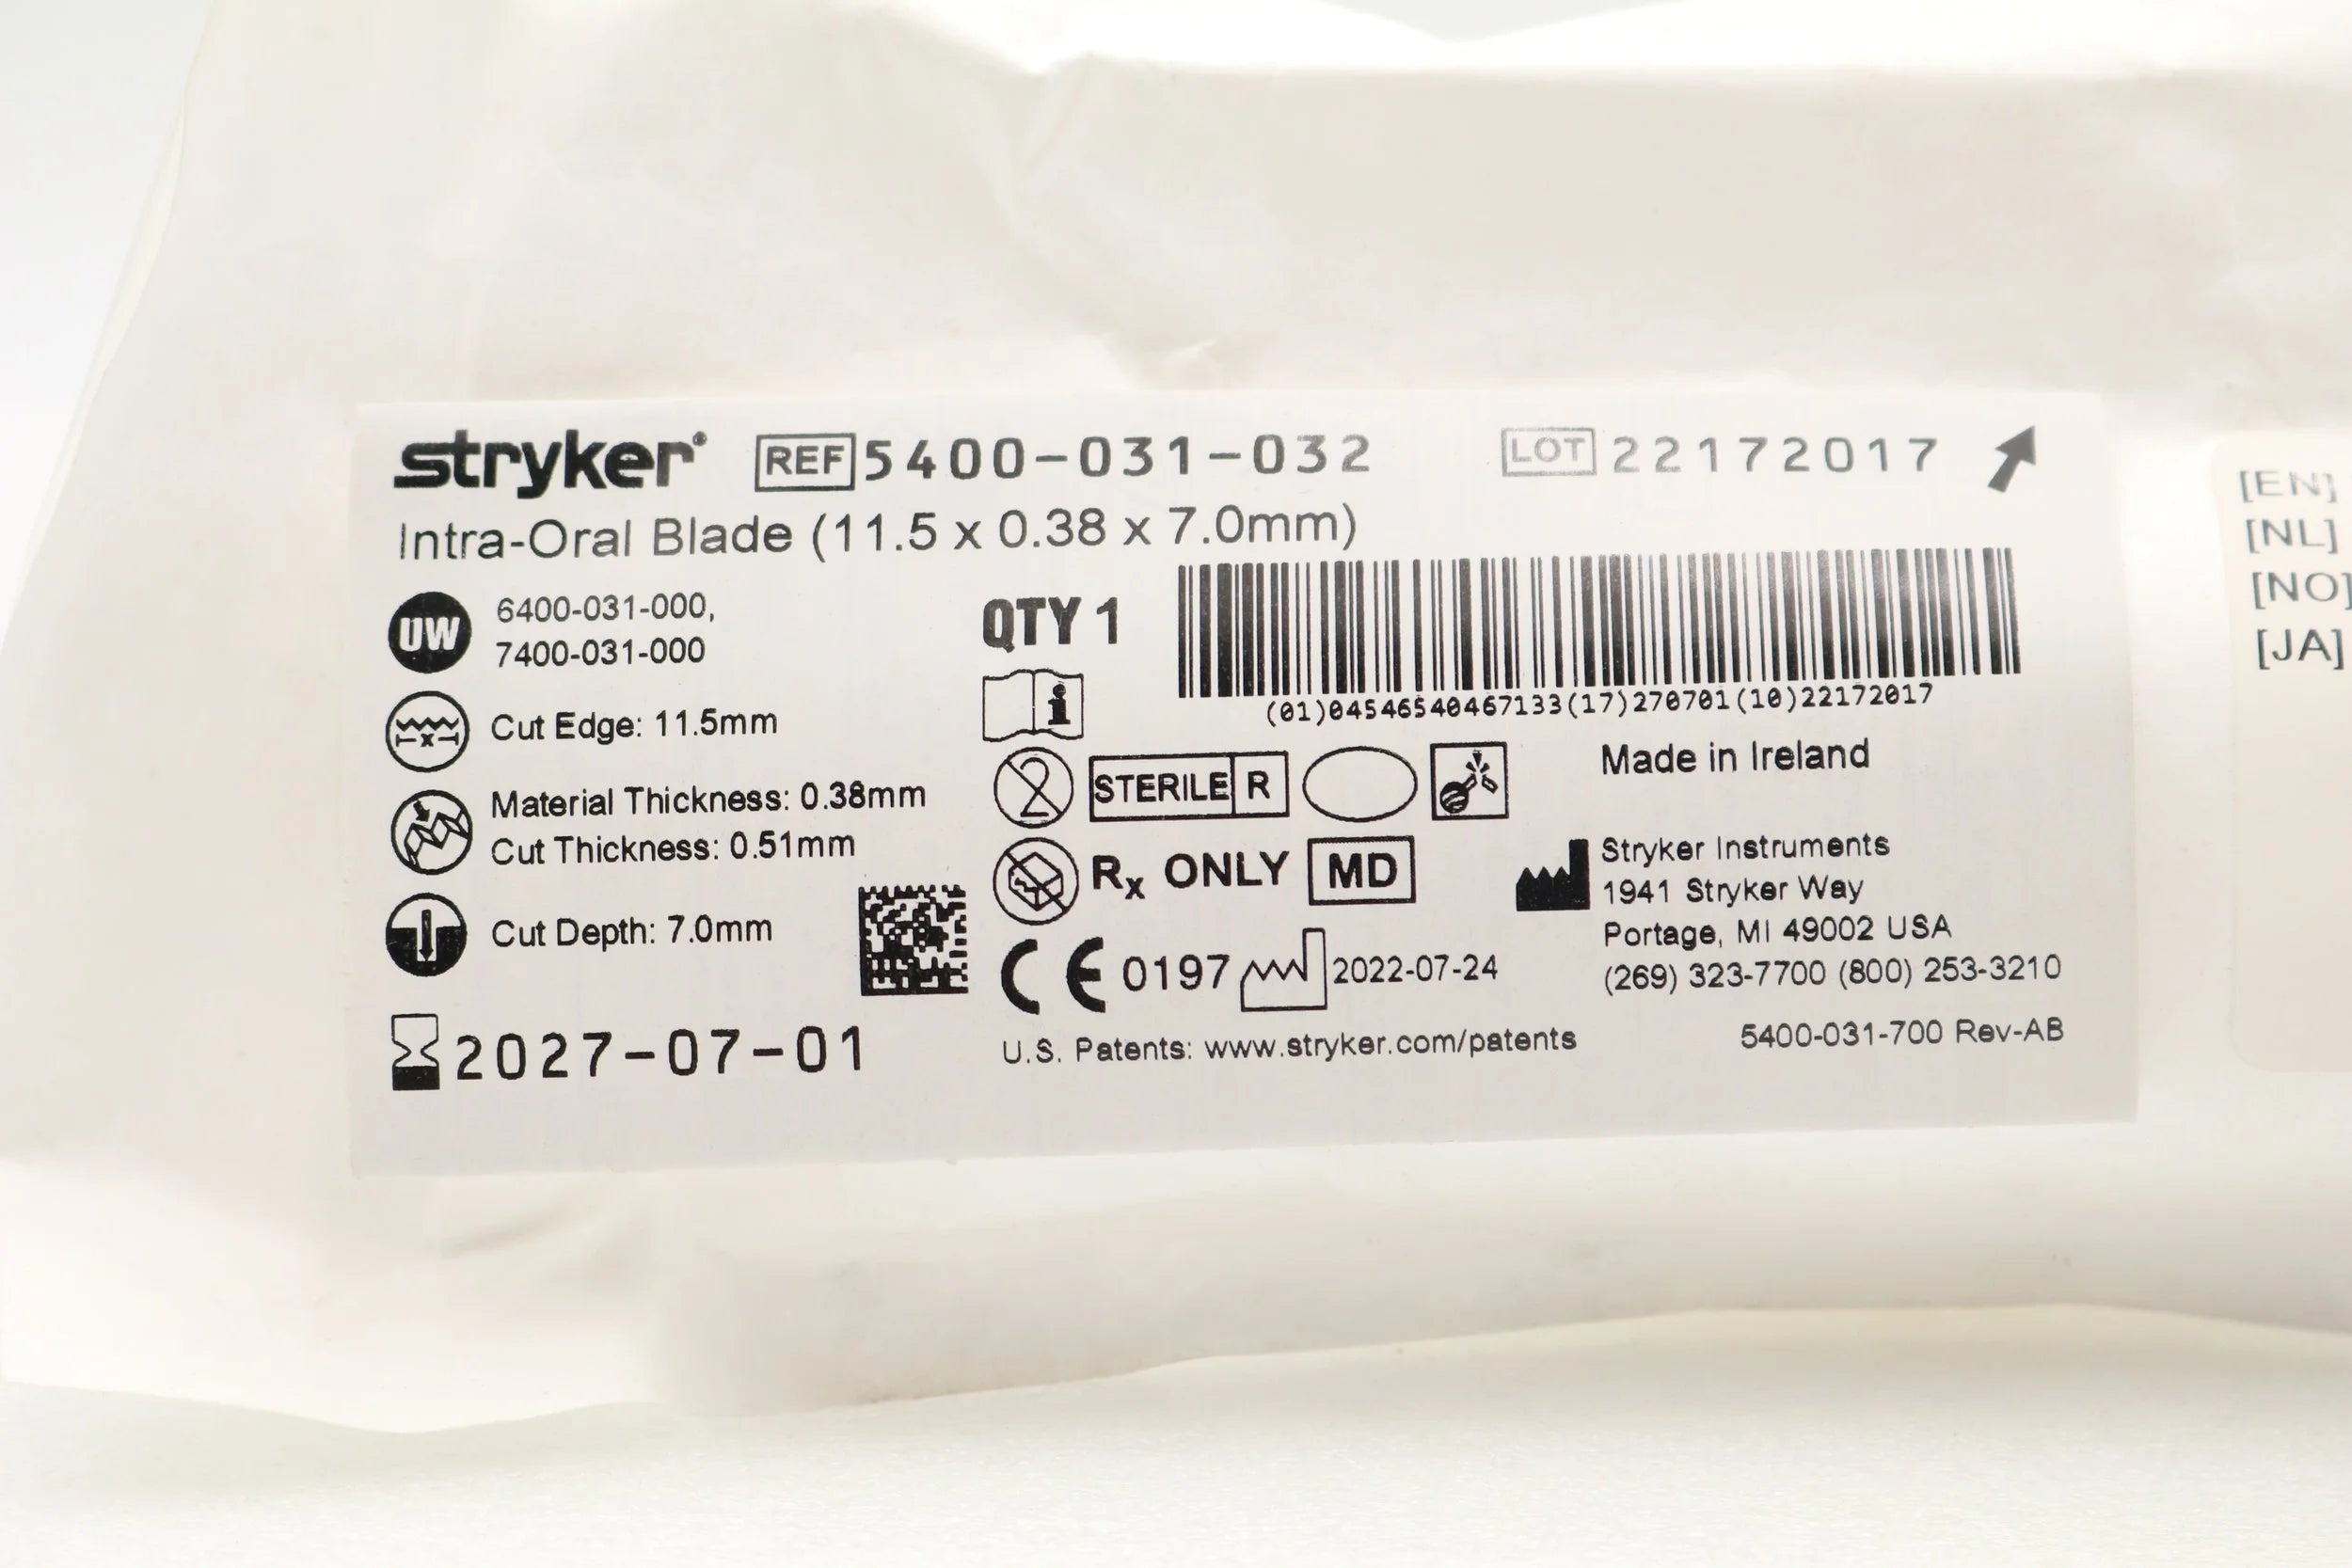 stryker
REF 5400-031-032
LOT 22172017
Intra-Oral Blade (11.5 x 0.38 x 7.0mm)
UW 6400-031-000,
7400-031-000
QTY 1
(01)04546540467133(17)270701(10)22172017
Cut Edge: 11.5mm
Material Thickness: 0.38mm
Cut Thickness: 0.51mm
Cut Depth: 7.0mm
2027-07-01
i
2 STERILE R
Rx ONLY MD
CE 0197 2022-07-24
U.S. Patents: www.stryker.com/patents
Made in Ireland
Stryker Instruments
1941 Stryker Way
Portage, MI 49002 USA
(269) 323-7700 (800) 253-3210
5400-031-700 Rev-AB
[EN]
[NL]
[NO]
[JA]